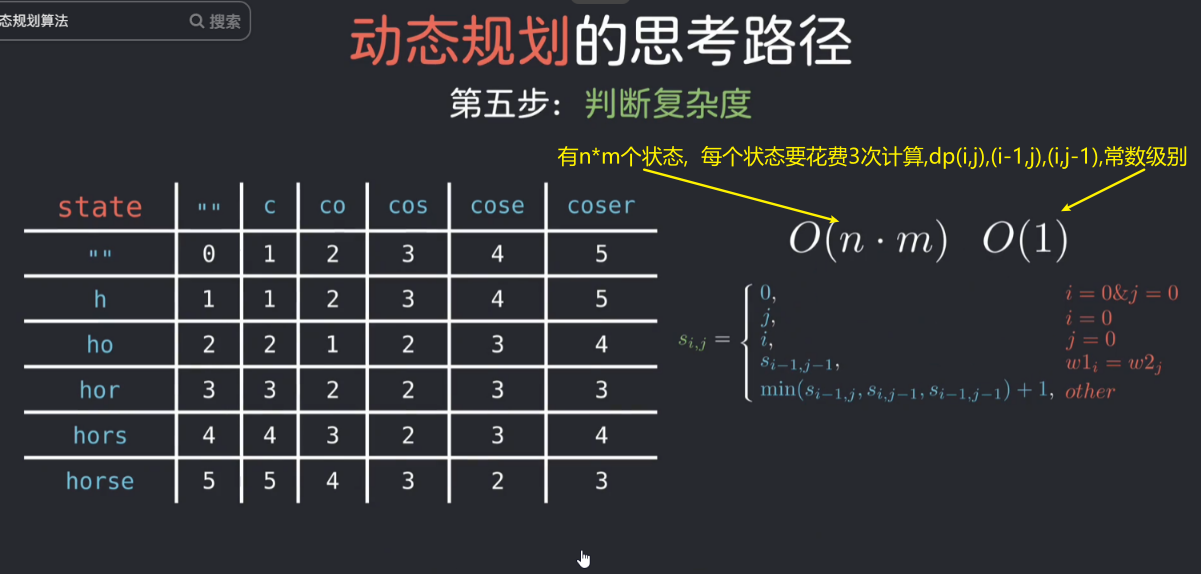 态规划算法
搜索
动态规划的思考路径
第五步：判断复杂度
有n*m个状态, 每个状态要花费3次计算,dp(i,j),(i-1,j),(i,j-1),常数级别
O(n · m) O(1)
state "" c co cos cose coser
"" 0 1 2 3 4 5
h 1 1 2 3 4 5
ho 2 2 1 2 3 4
hor 3 3 2 2 3 3
hors 4 4 3 2 3 4
horse 5 5 4 3 2 3
s_{i,j} = {
0, i = 0&j = 0
j, i = 0
i, j = 0
s_{i−1,j−1}, w1_i = w2_j
min(s_{i−1,j}, s_{i,j−1}, s_{i−1,j−1}) + 1, other